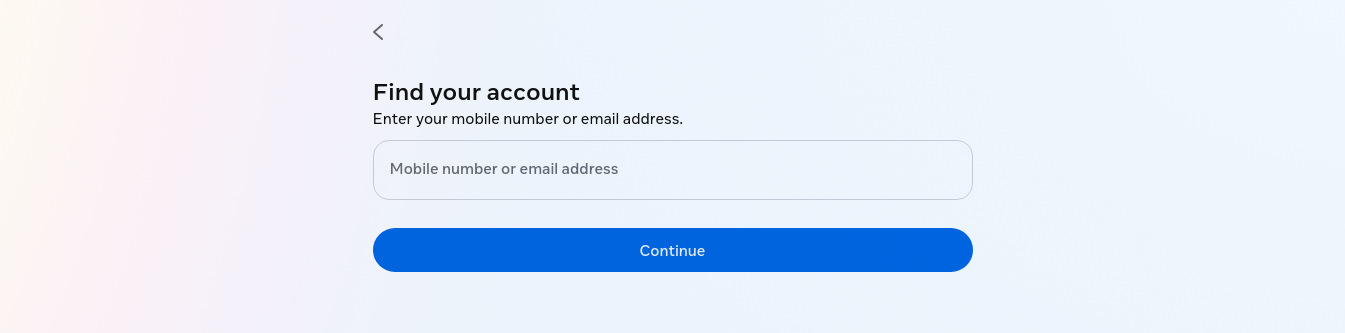 Find your account
Enter your mobile number or email address.
Mobile number or email address
Continue